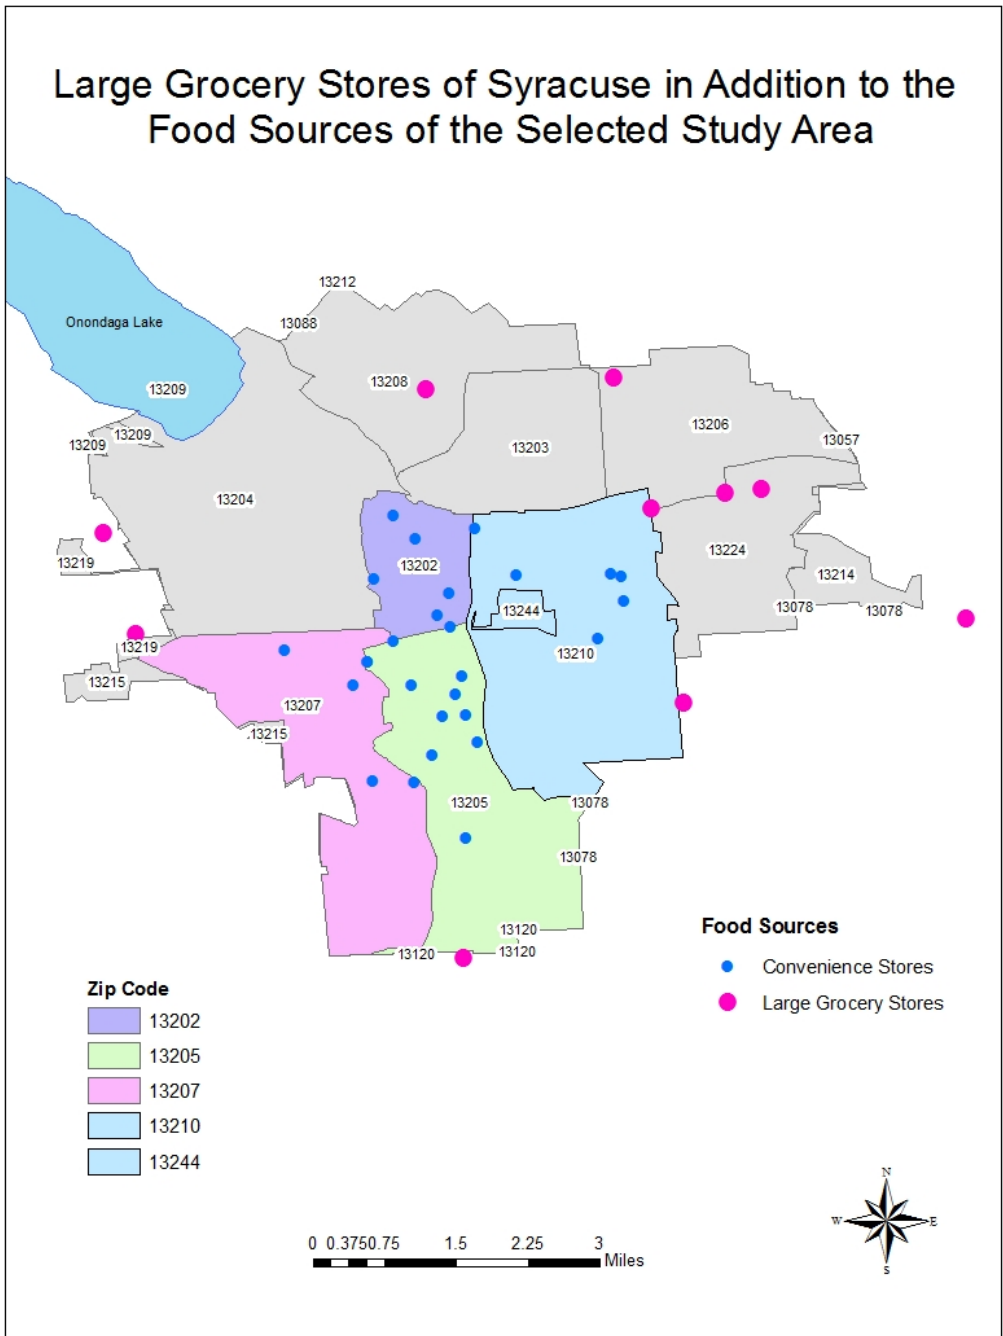 Large Grocery Stores of Syracuse in Addition to the
Food Sources of the Selected Study Area
13212
13088
Onondaga Lake
13209
13208
13206
13209
13209
13057
13203
13204
13224
13219
13202
13214
13244
13078
13078
13219
13210
13215
13207
13215
13205
13078
13078
13120
13120
13120
Food Sources
Convenience Stores
Large Grocery Stores
Zip Code
13202
13205
13207
13210
13244
N
W E
S
0 0.3750.75 1.5 2.25 3
Miles